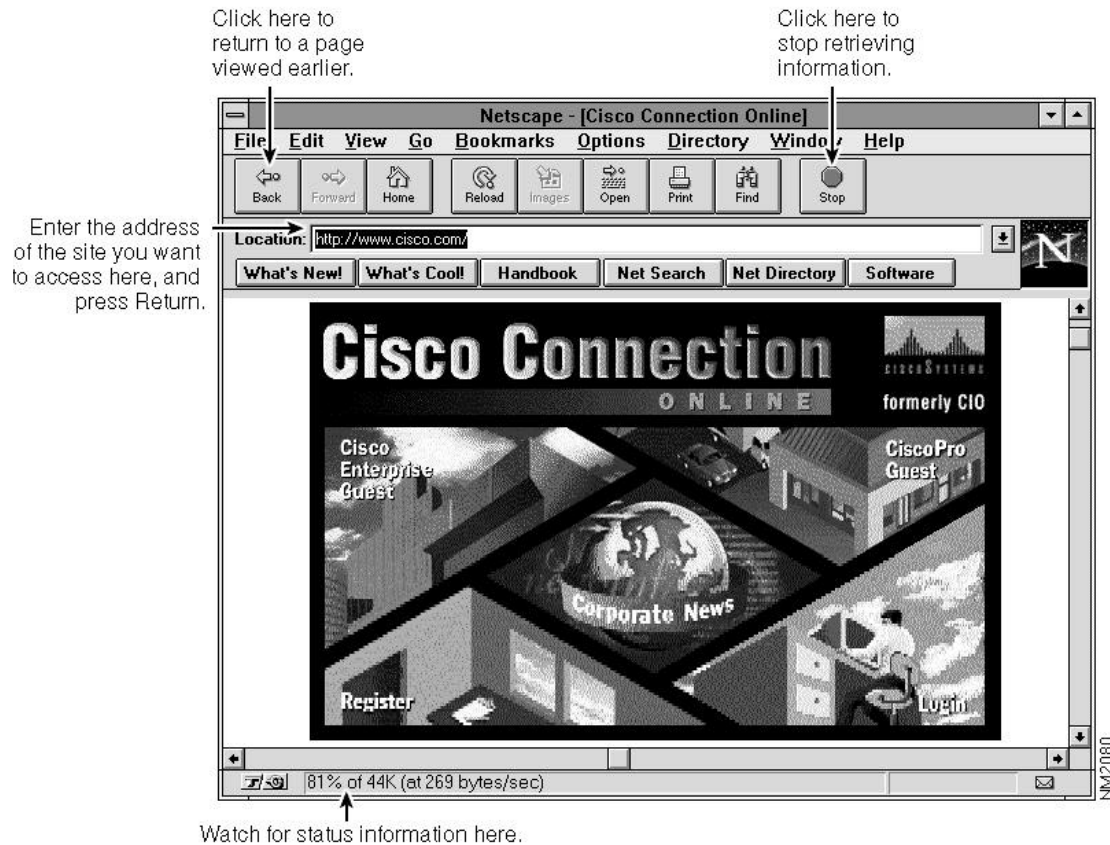 Click here to
return to a page
viewed earlier.
Click here to
stop retrieving
information.
Netscape - [Cisco Connection Online]
File Edit View Go Bookmarks Options Directory Window Help
Back Forward Home Reload Images Open Print Find Stop
Enter the address
of the site you want
to access here, and
press Return.
Location: http://www.cisco.com/
N
What's New! What's Cool! Handbook Net Search Net Directory Software
Cisco Connection
ONLINE
CISCO SYSTEMS
formerly CIO
Cisco
Enterprise
Guest
CiscoPro
Guest
Corporate News
Register
Login
81% of 44K (at 269 bytes/sec)
NM2080
Watch for status information here.